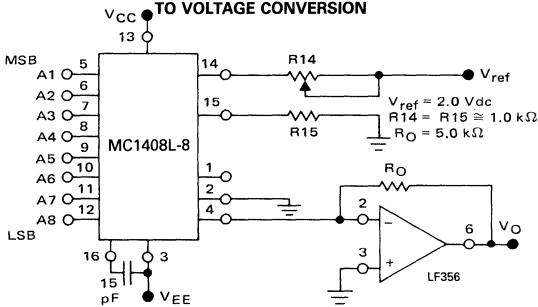 TO VOLTAGE CONVERSION
VCC
13
MSB
A1 5
A2 6
A3 7
A4 8
A5 9
A6 10
A7 11
A8 12
LSB
MC1408L-8
14
R14
Vref
15
R15
Vref = 2.0 Vdc
R14 = R15 ≅ 1.0 kΩ
RO = 5.0 kΩ
1
2
4
RO
2
−
6
VO
3
+
LF356
16
3
15
pF
VEE